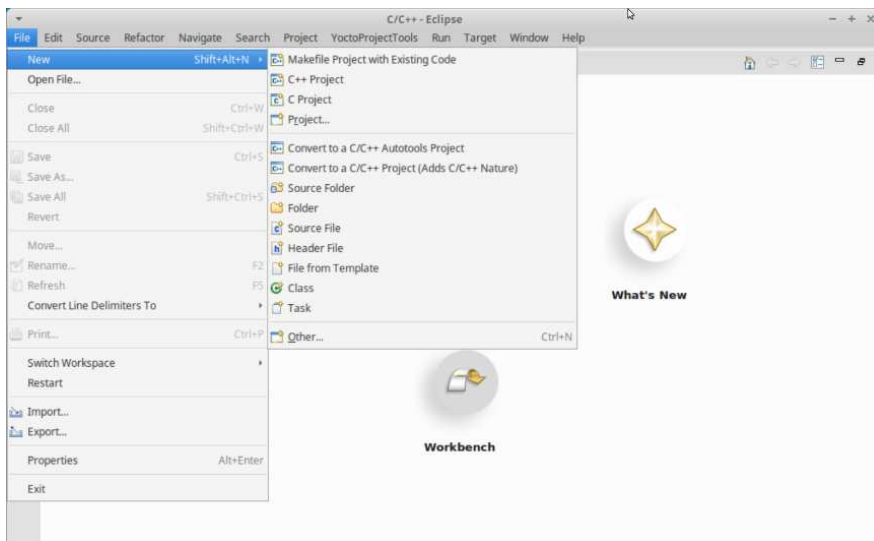 C/C++ - Eclipse
File Edit Source Refactor Navigate Search Project YoctoProjectTools Run Target Window Help
New Shift+Alt+N
Open File...
Close Ctrl+W
Close All Shift+Ctrl+W
Save Ctrl+S
Save As...
Save All Shift+Ctrl+S
Revert
Move...
Rename... F2
Refresh F5
Convert Line Delimiters To
Print... Ctrl+P
Switch Workspace
Restart
Import...
Export...
Properties Alt+Enter
Exit
Makefile Project with Existing Code
C++ Project
C Project
Project...
Convert to a C/C++ Autotools Project
Convert to a C/C++ Project (Adds C/C++ Nature)
Source Folder
Folder
Source File
Header File
File from Template
Class
Task
Other... Ctrl+N
What's New
Workbench